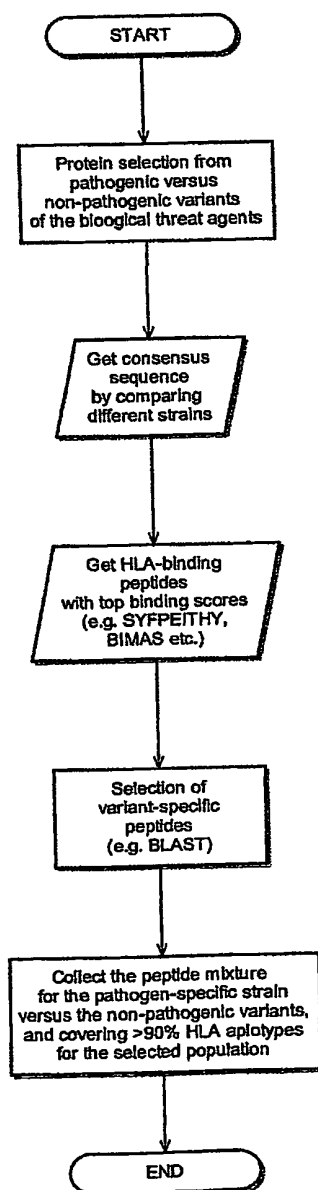 START
Protein selection from
pathogenic versus
non-pathogenic variants
of the bioogical threat agents
Get consensus
sequence
by comparing
different strains
Get HLA-binding
peptides
with top binding scores
(e.g. SYFPEITHY,
BIMAS etc.)
Selection of
variant-specific
peptides
(e.g. BLAST)
Collect the peptide mixture
for the pathogen-specific strain
versus the non-pathogenic variants,
and covering >90% HLA aplotypes
for the selected population
END